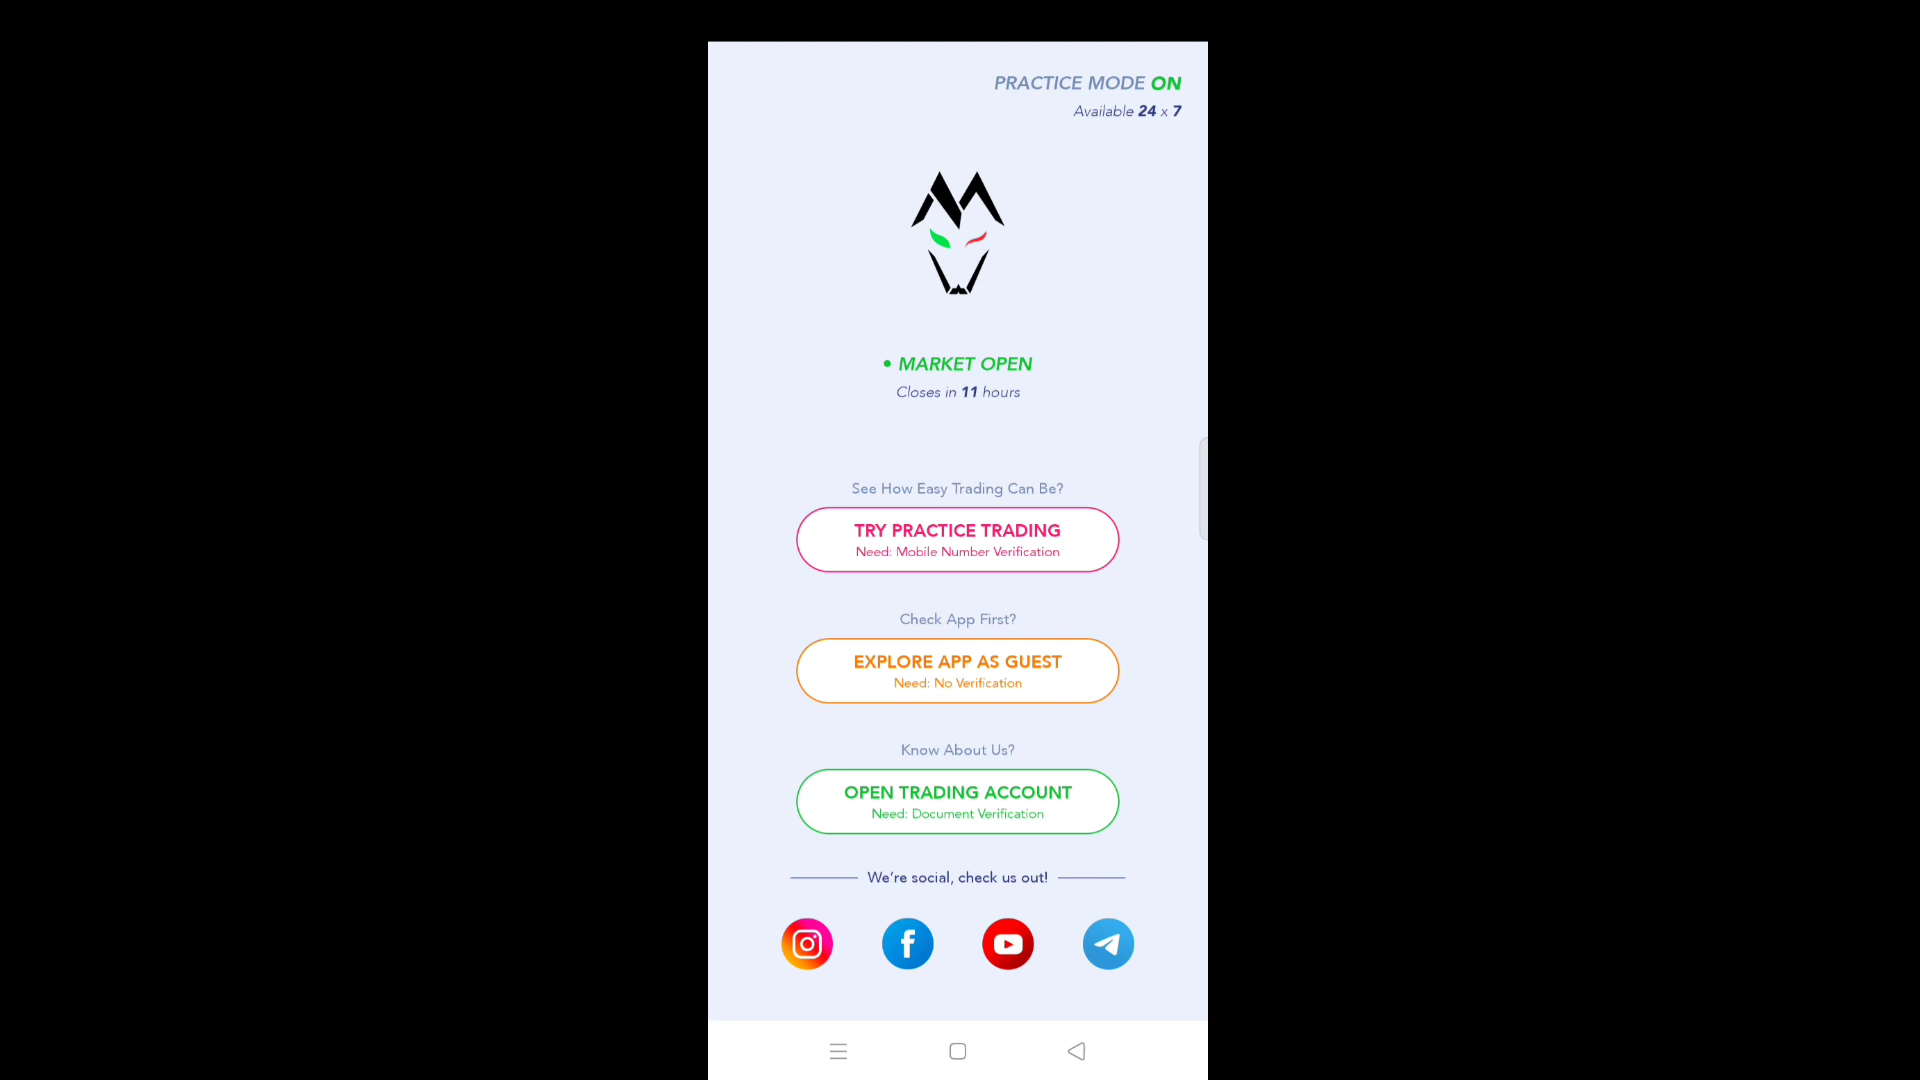 PRACTICE MODE ON
Available 24 x 7
• MARKET OPEN
Closes in 11 hours
See How Easy Trading Can Be?
TRY PRACTICE TRADING
Need: Mobile Number Verification
Check App First?
EXPLORE APP AS GUEST
Need: No Verification
Know About Us?
OPEN TRADING ACCOUNT
Need: Document Verification
We're social, check us out!